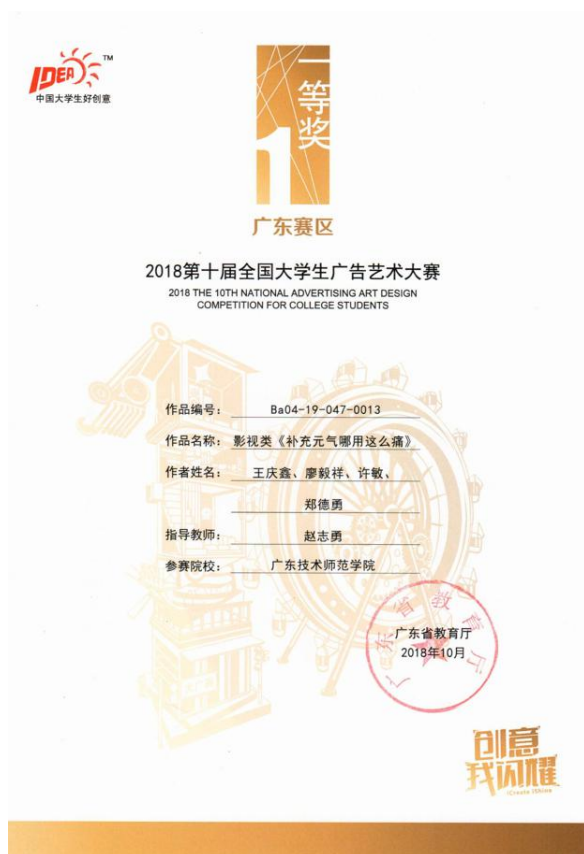 IDEA™
中国大学生好创意
一等奖
1
广东赛区
2018第十届全国大学生广告艺术大赛
2018 THE 10TH NATIONAL ADVERTISING ART DESIGN
COMPETITION FOR COLLEGE STUDENTS
作品编号： Ba04-19-047-0013
作品名称： 影视类《补充元气哪用这么痛》
作者姓名： 王庆鑫、廖毅祥、许敏、
郑德勇
指导教师： 赵志勇
参赛院校： 广东技术师范学院
广东省教育厅
广东省教育厅
2018年10月
创意
我闪耀
iCreate iShine